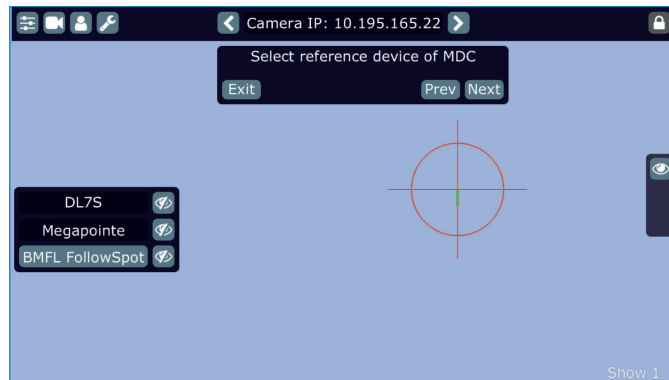 Camera IP: 10.195.165.22
Select reference device of MDC
Exit Prev Next
DL7S
Megapointe
BMFL FollowSpot
Show 1